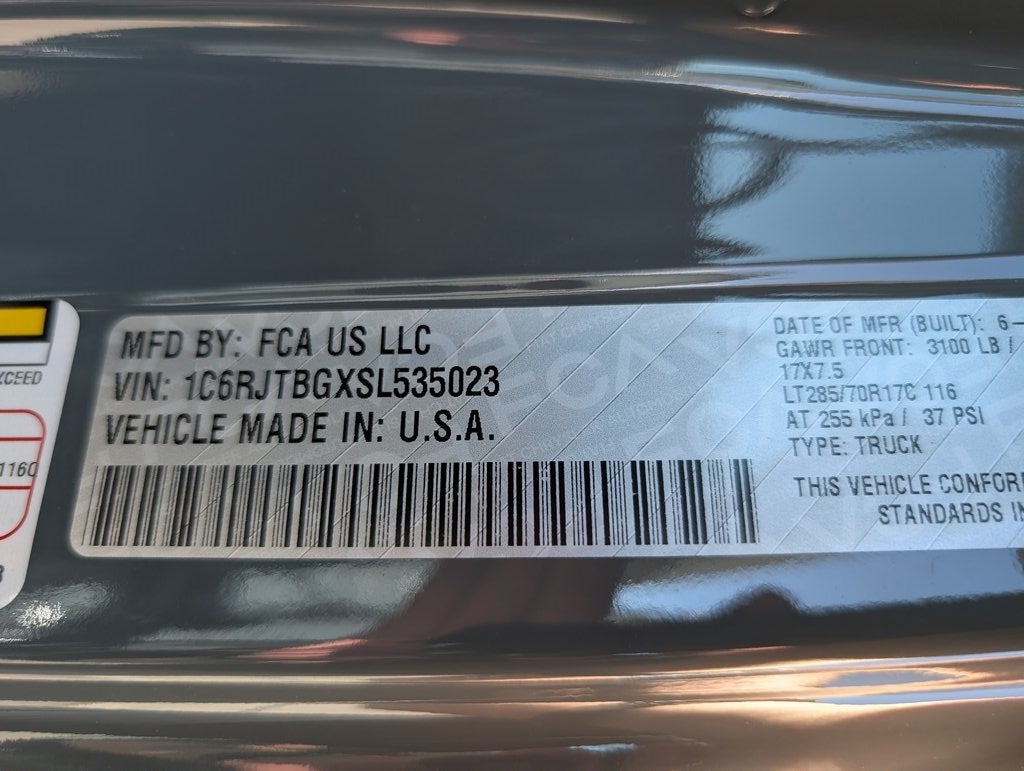 XCEED
1160
MFD BY: FCA US LLC
VIN: 1C6RJTBGXSL535023
VEHICLE MADE IN: U.S.A.
DATE OF MFR (BUILT): 6-
GAWR FRONT: 3100 LB /
17X7.5
LT285/70R17C 116
AT 255 kPa / 37 PSI
TYPE: TRUCK
THIS VEHICLE CONFOR
STANDARDS IN